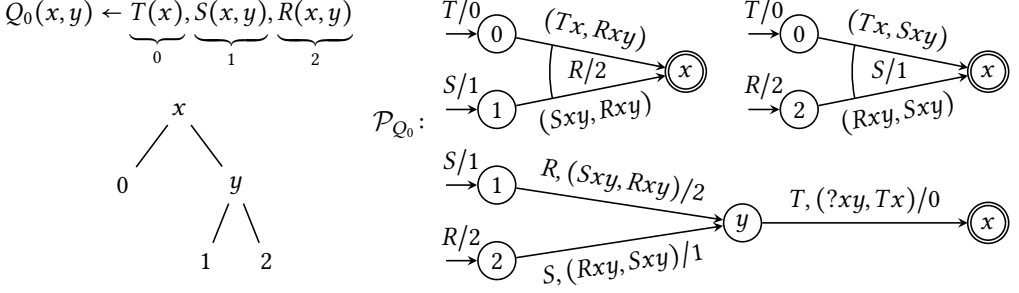 Q₀(x, y) ← T(x), S(x, y), R(x, y)
0 1 2
x
0 y
1 2
𝒫_Q₀ :
T/0
0
(Tx, Rxy)
R/2
x
S/1
1
(Sxy, Rxy)
T/0
0
(Tx, Sxy)
S/1
x
R/2
2
(Rxy, Sxy)
S/1
1
R, (Sxy, Rxy)/2
y
T, (?xy, Tx)/0
x
R/2
2
S, (Rxy, Sxy)/1